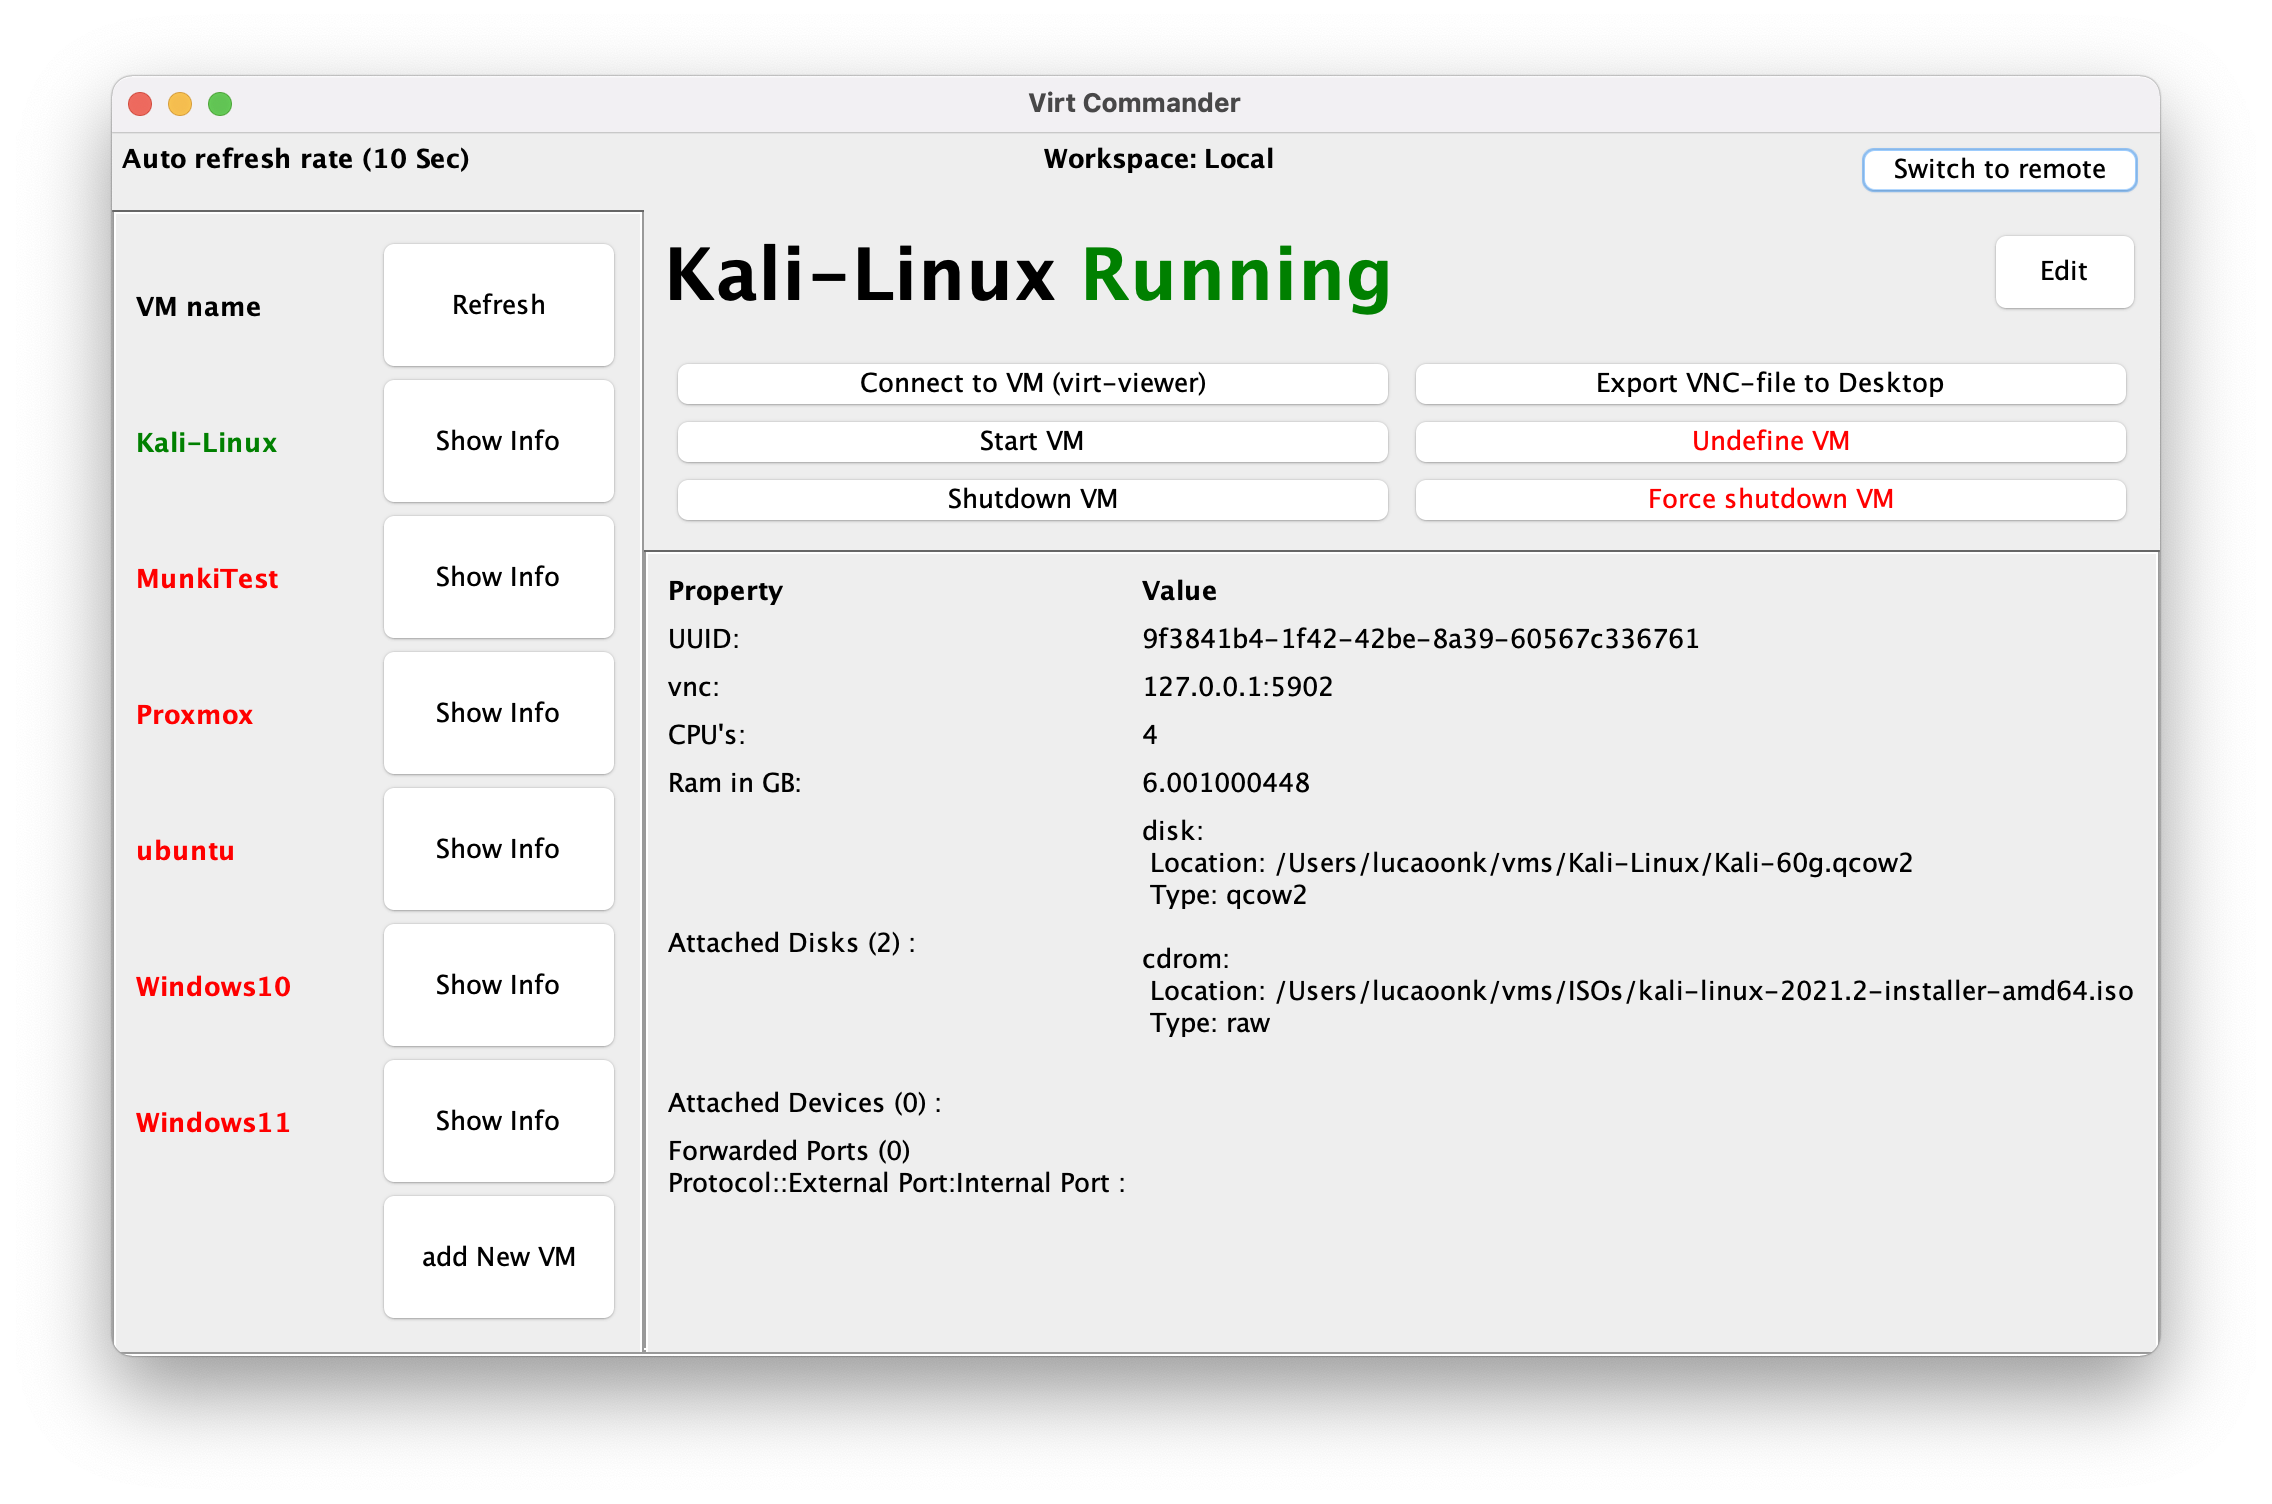 Virt Commander
Auto refresh rate (10 Sec)
Workspace: Local
Switch to remote
VM name
Refresh
Kali-Linux
Show Info
MunkiTest
Show Info
Proxmox
Show Info
ubuntu
Show Info
Windows10
Show Info
Windows11
Show Info
add New VM
Kali-Linux Running
Edit
Connect to VM (virt-viewer)
Export VNC-file to Desktop
Start VM
Undefine VM
Shutdown VM
Force shutdown VM
Property
Value
UUID:
9f3841b4-1f42-42be-8a39-60567c336761
vnc:
127.0.0.1:5902
CPU's:
4
Ram in GB:
6.001000448
Attached Disks (2) :
disk:
Location: /Users/lucaoonk/vms/Kali-Linux/Kali-60g.qcow2
Type: qcow2
cdrom:
Location: /Users/lucaoonk/vms/ISOs/kali-linux-2021.2-installer-amd64.iso
Type: raw
Attached Devices (0) :
Forwarded Ports (0)
Protocol::External Port:Internal Port :